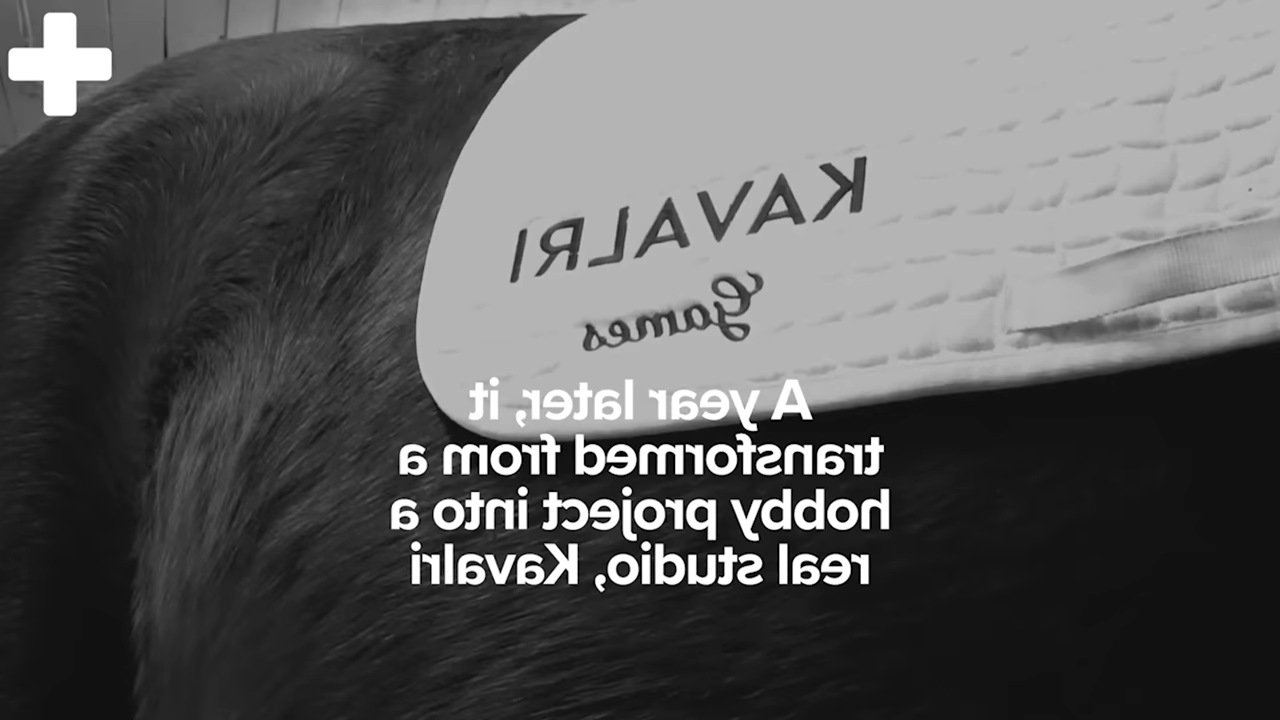 KAVALRI
Games
A year later, it
transformed from a
hobby project into a
real studio, Kavalri